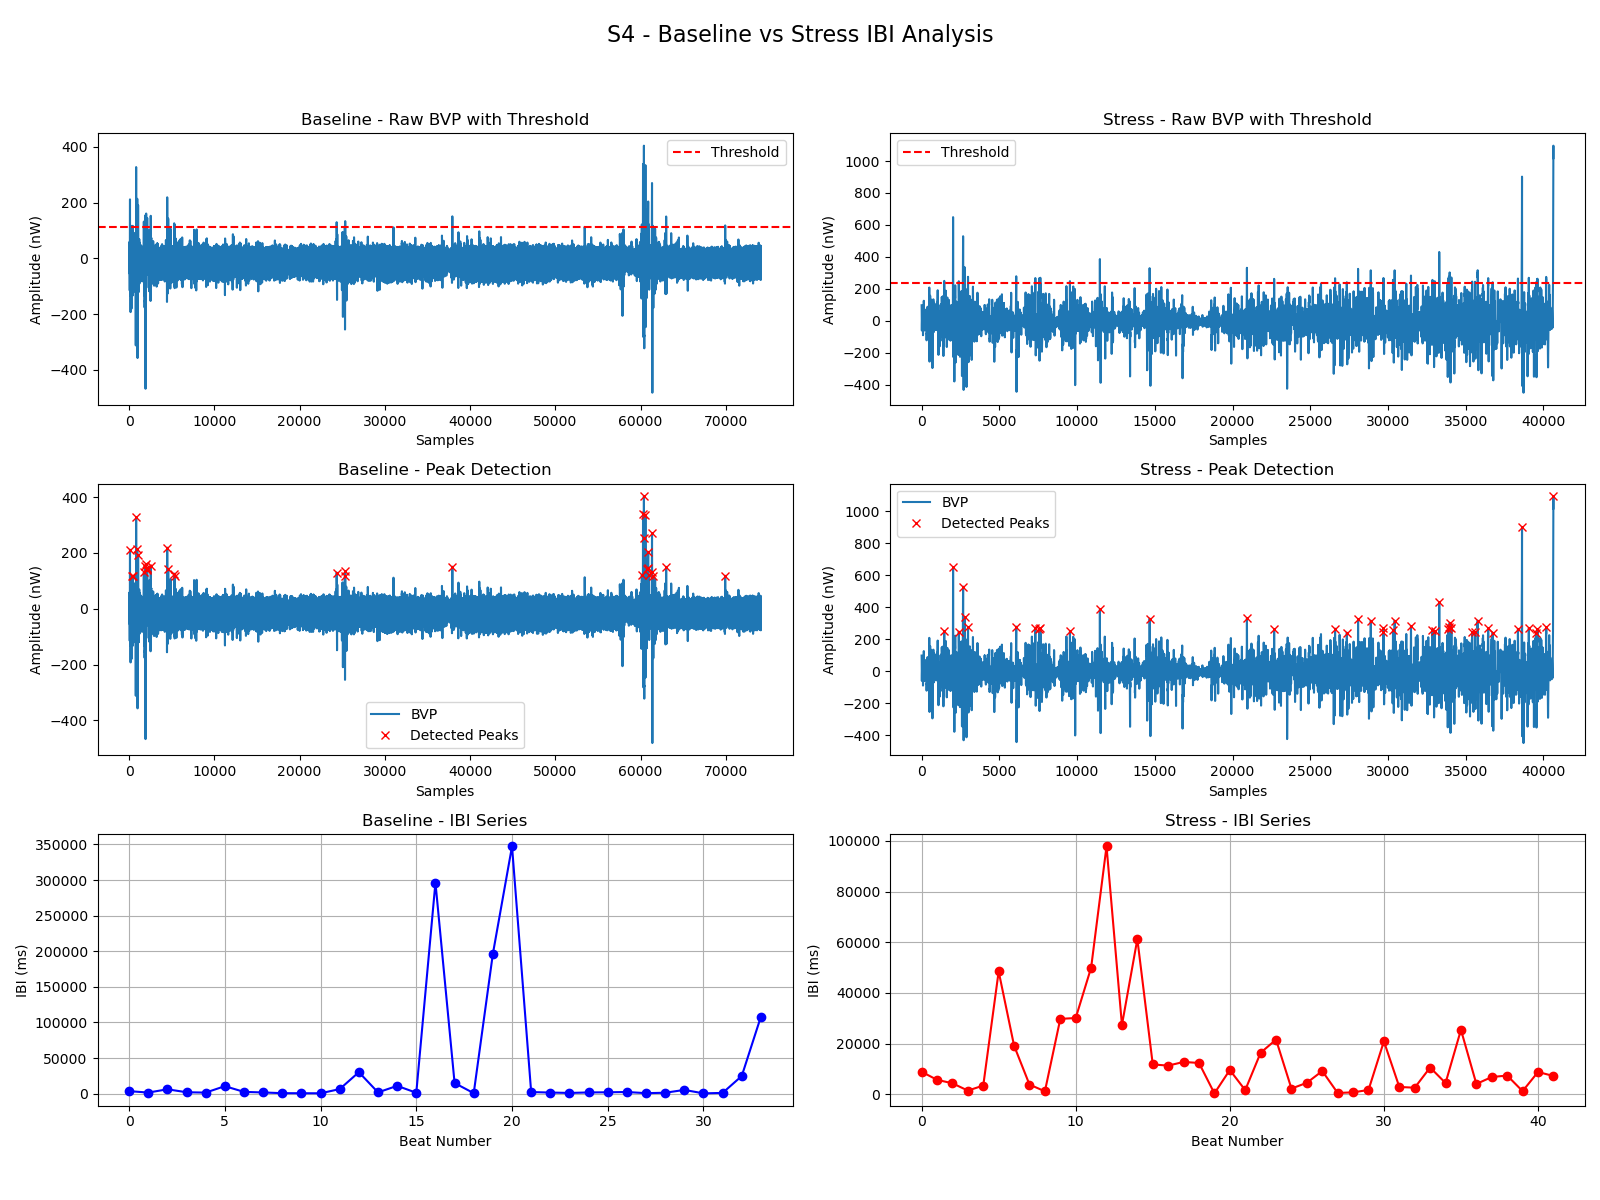 S4 - Baseline vs Stress IBI Analysis
Baseline - Raw BVP with Threshold
Amplitude (nW)
400
200
0
−200
−400
Threshold
0 10000 20000 30000 40000 50000 60000 70000
Samples
Stress - Raw BVP with Threshold
Amplitude (nW)
1000
800
600
400
200
0
−200
−400
Threshold
0 5000 10000 15000 20000 25000 30000 35000 40000
Samples
Baseline - Peak Detection
Amplitude (nW)
400
200
0
−200
−400
BVP
Detected Peaks
0 10000 20000 30000 40000 50000 60000 70000
Samples
Stress - Peak Detection
Amplitude (nW)
1000
800
600
400
200
0
−200
−400
BVP
Detected Peaks
0 5000 10000 15000 20000 25000 30000 35000 40000
Samples
Baseline - IBI Series
IBI (ms)
350000
300000
250000
200000
150000
100000
50000
0
0 5 10 15 20 25 30
Beat Number
Stress - IBI Series
IBI (ms)
100000
80000
60000
40000
20000
0
0 10 20 30 40
Beat Number